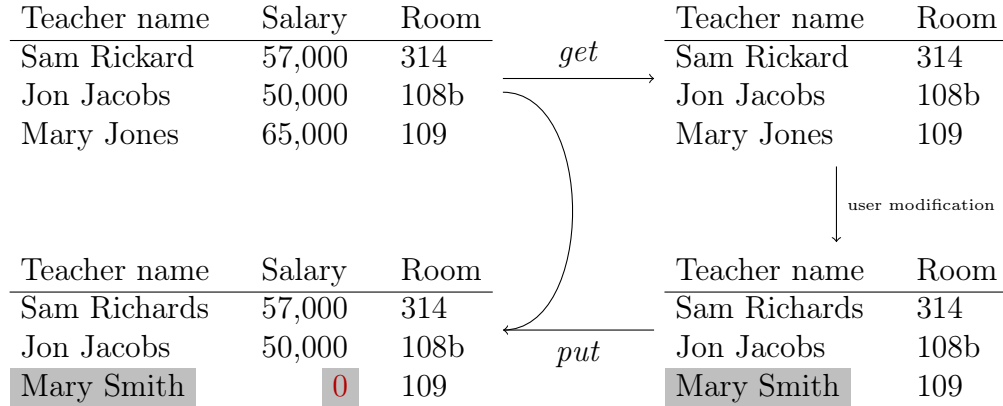 Teacher name Salary Room
Sam Rickard 57,000 314
Jon Jacobs 50,000 108b
Mary Jones 65,000 109
get
Teacher name Room
Sam Rickard 314
Jon Jacobs 108b
Mary Jones 109
user modification
Teacher name Salary Room
Sam Richards 57,000 314
Jon Jacobs 50,000 108b
Mary Smith 0 109
put
Teacher name Room
Sam Richards 314
Jon Jacobs 108b
Mary Smith 109